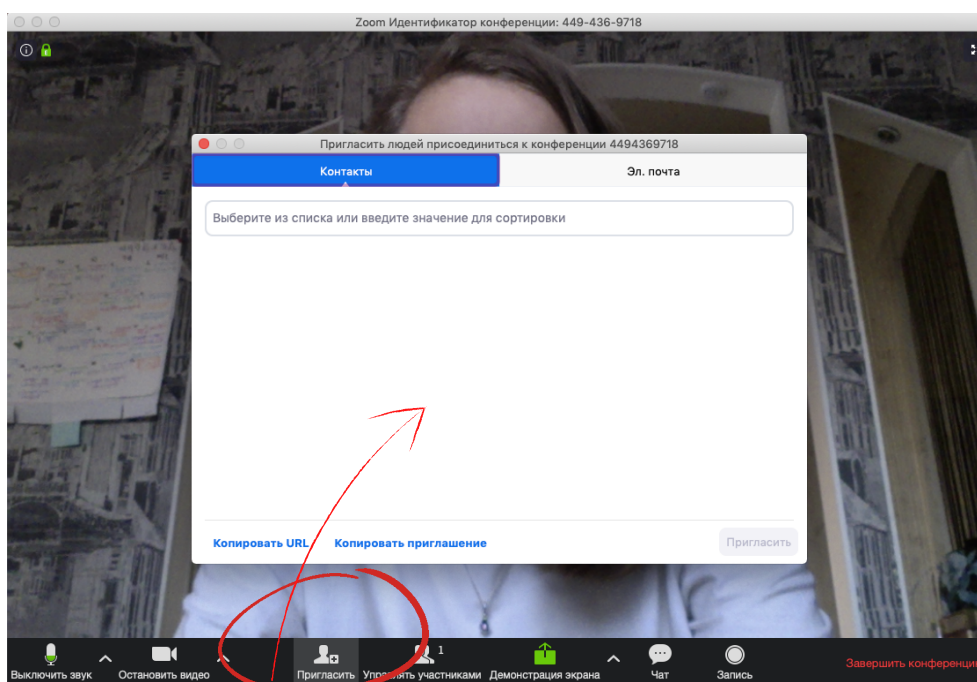 Zoom Идентификатор конференции: 449-436-9718
Пригласить людей присоединиться к конференции 4494369718
Контакты
Эл. почта
Выберите из списка или введите значение для сортировки
Копировать URL
Копировать приглашение
Пригласить
1
Выключить звук
Остановить видео
Пригласить
Управлять участниками
Демонстрация экрана
Чат
Запись
Завершить конференци